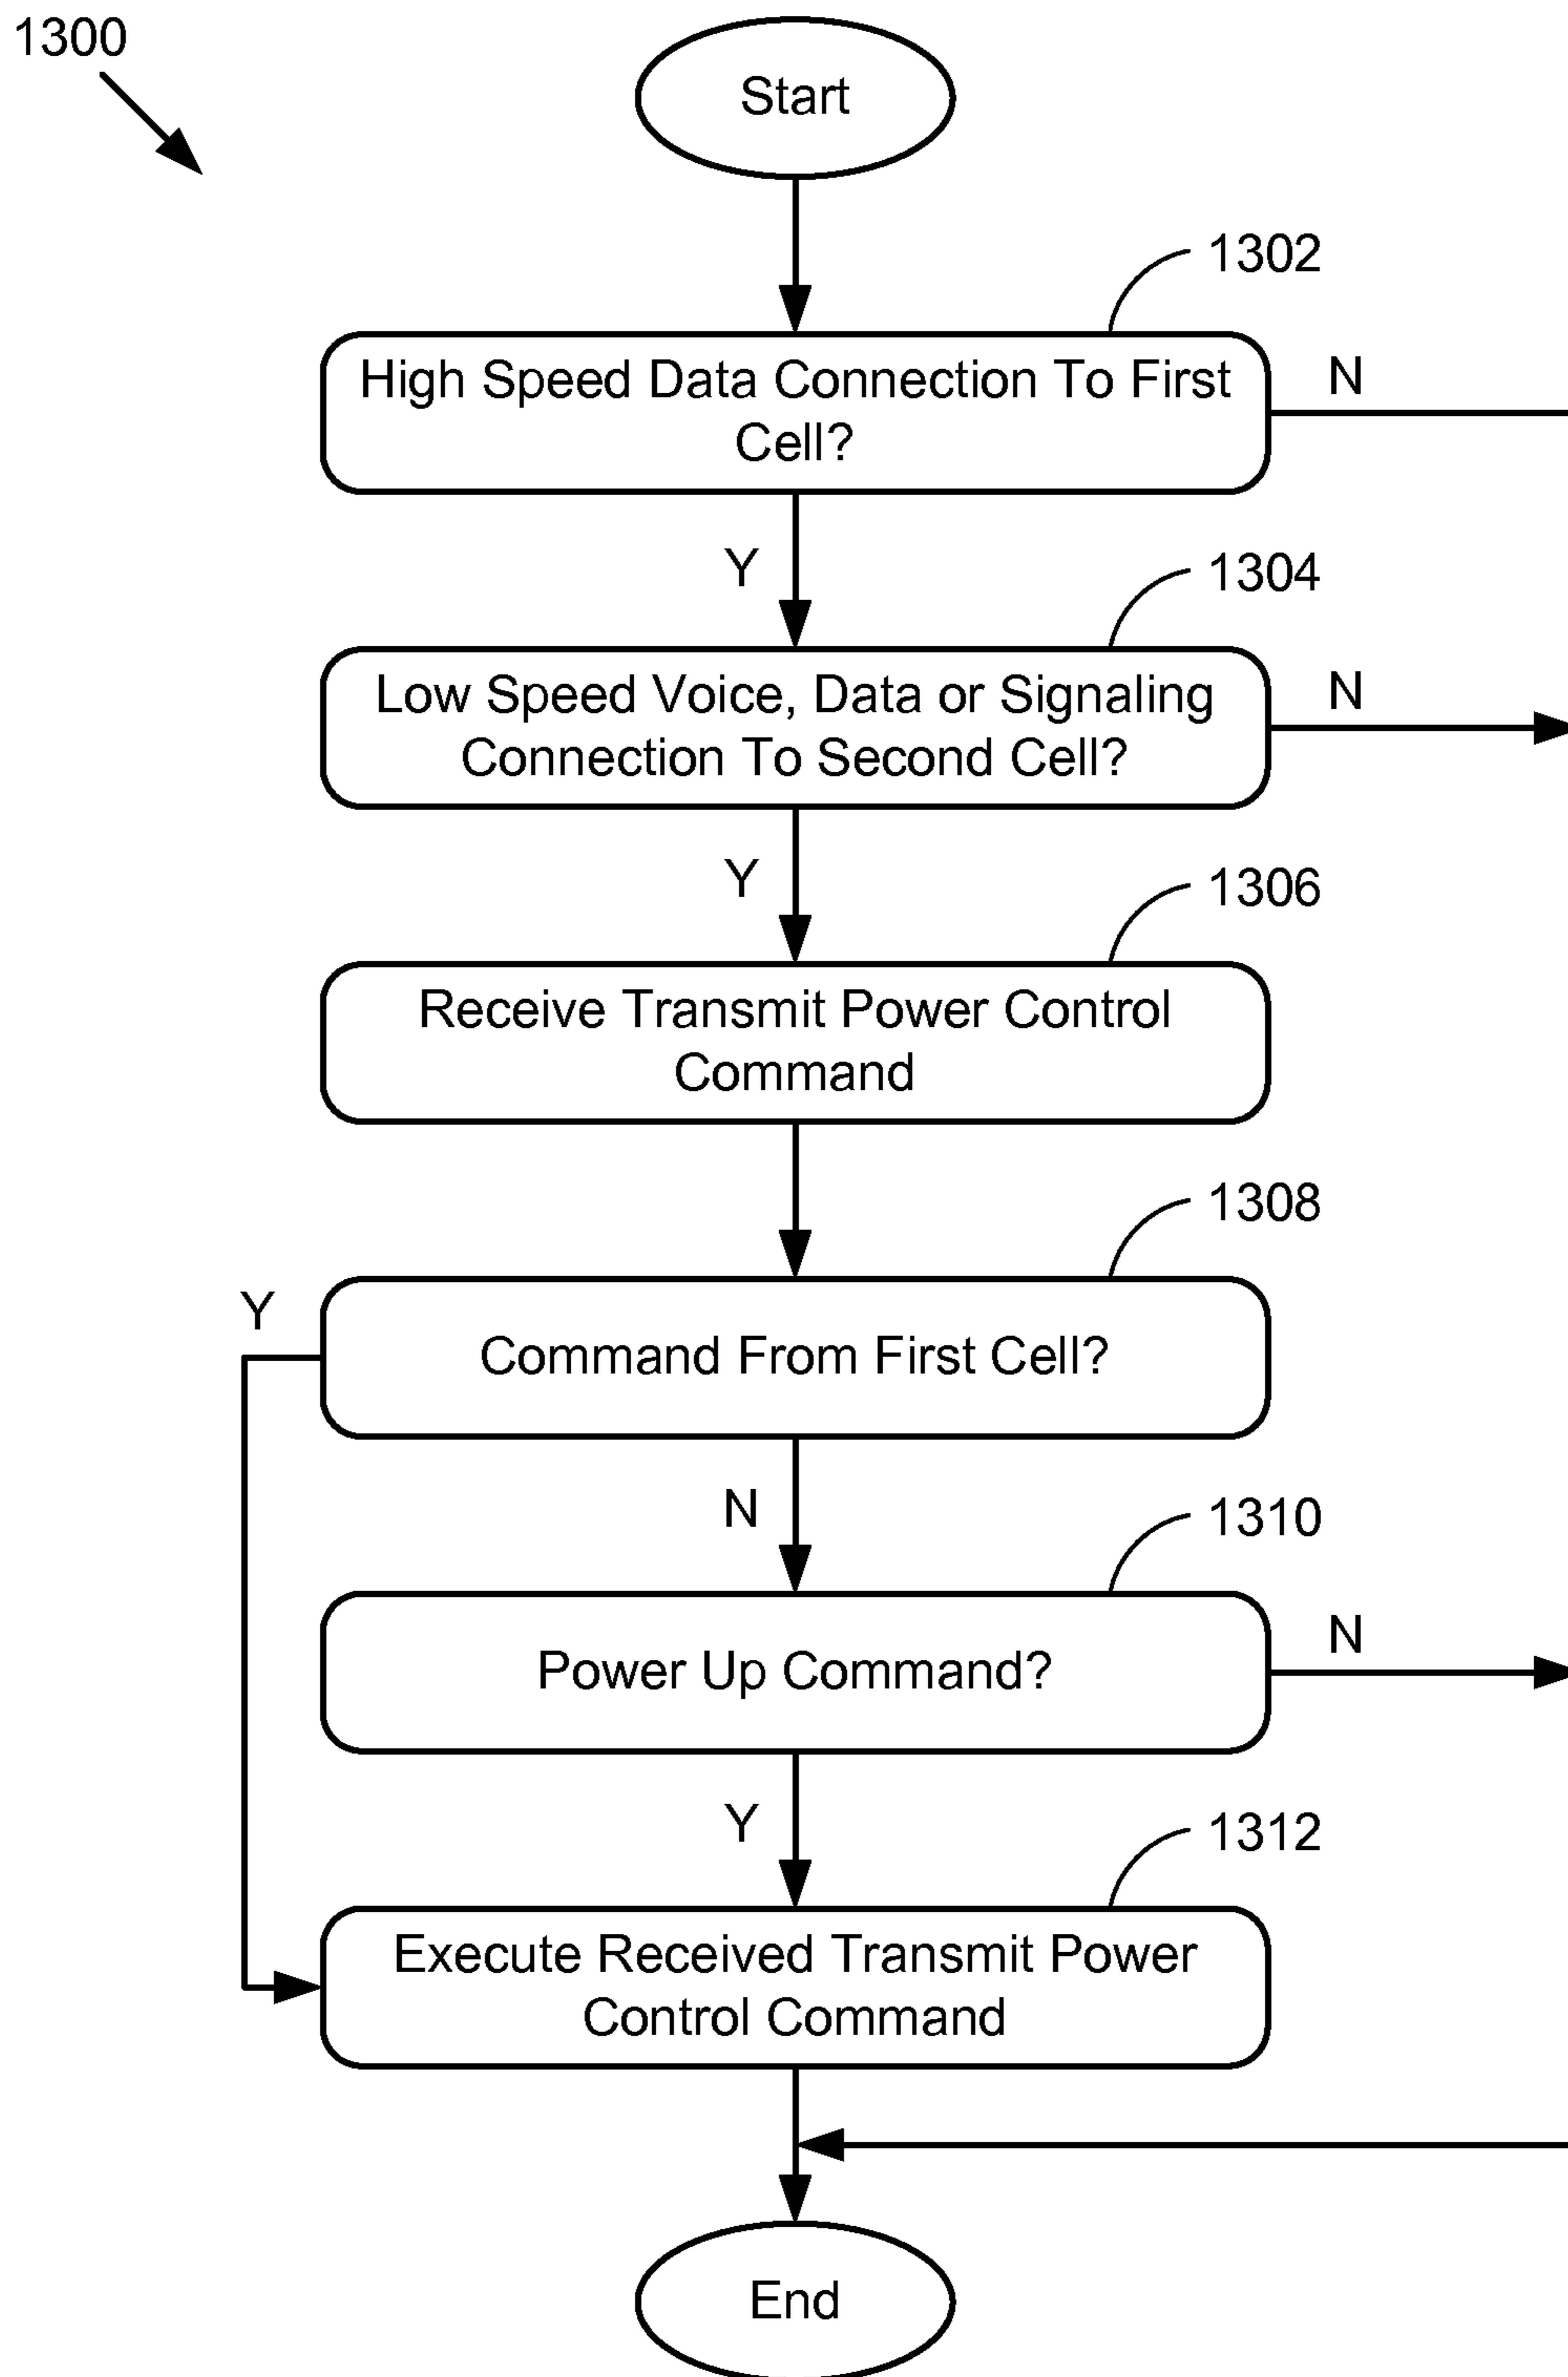 1300
Start
1302
High Speed Data Connection To First
Cell?
N
Y
1304
Low Speed Voice, Data or Signaling
Connection To Second Cell?
N
Y
1306
Receive Transmit Power Control
Command
1308
Y
Command From First Cell?
N
1310
Power Up Command?
N
Y
1312
Execute Received Transmit Power
Control Command
End